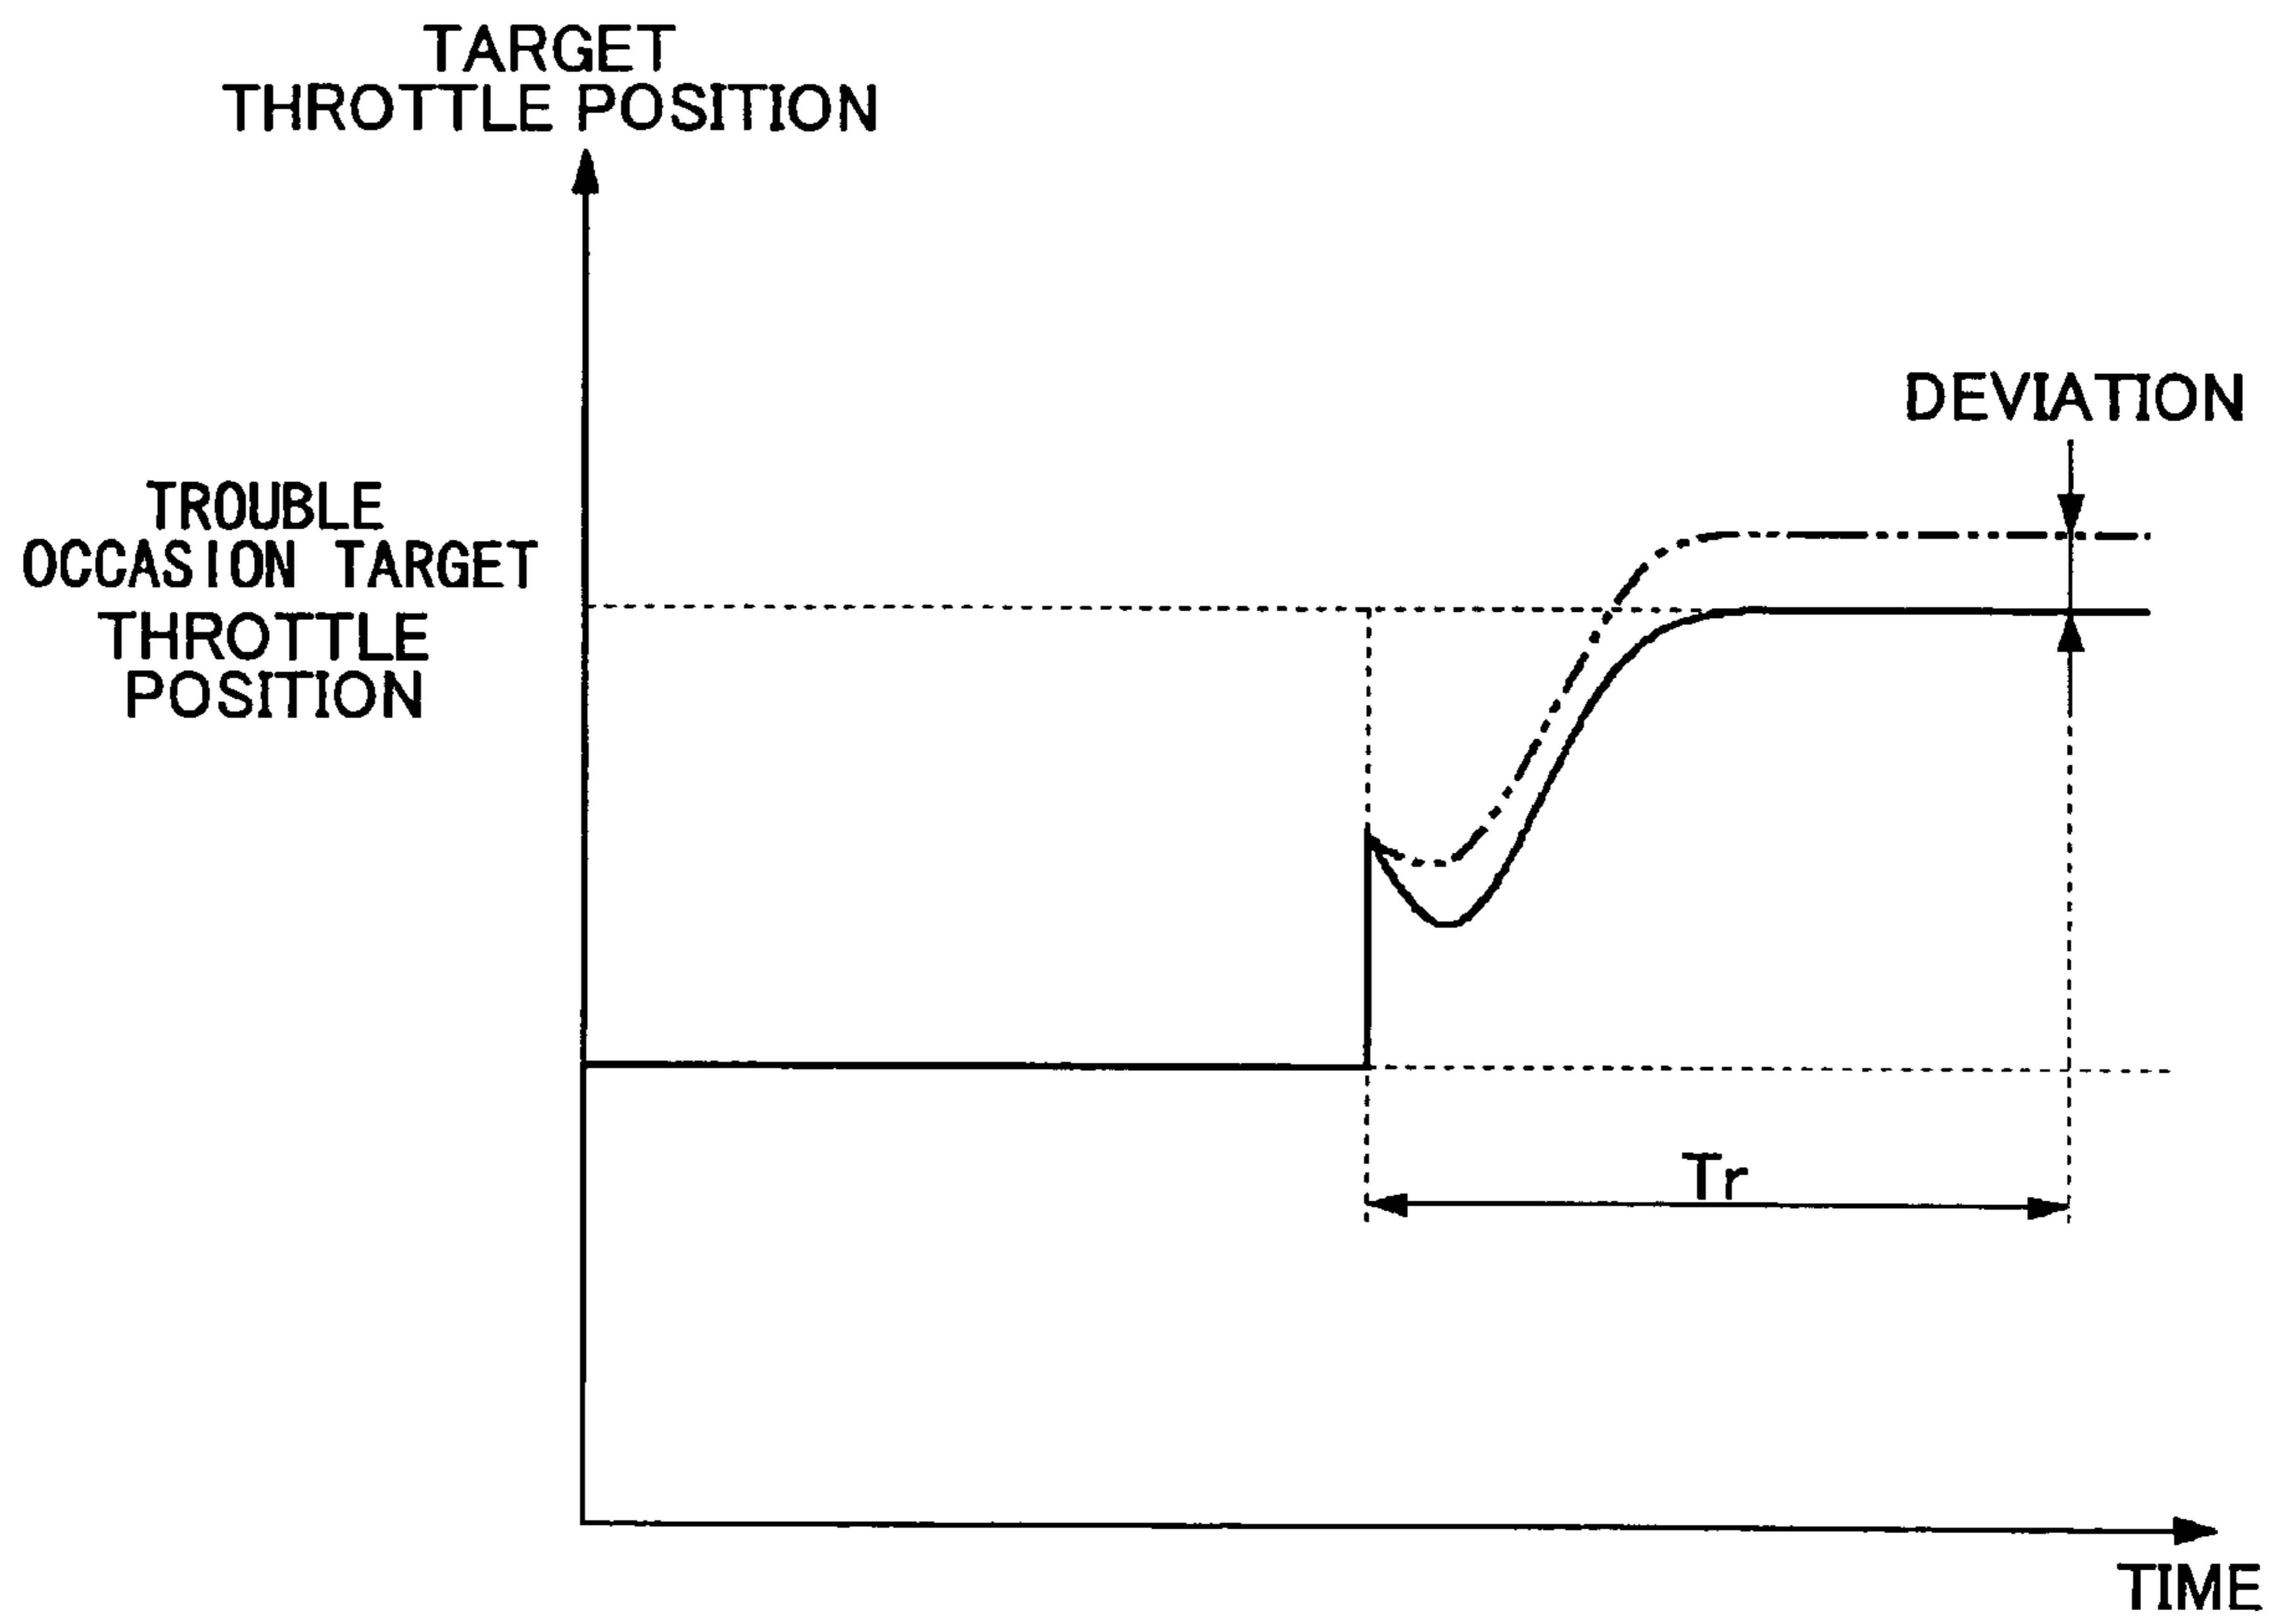 TARGET
THROTTLE POSITION
DEVIATION
TROUBLE
OCCASION TARGET
THROTTLE
POSITION
Tr
TIME